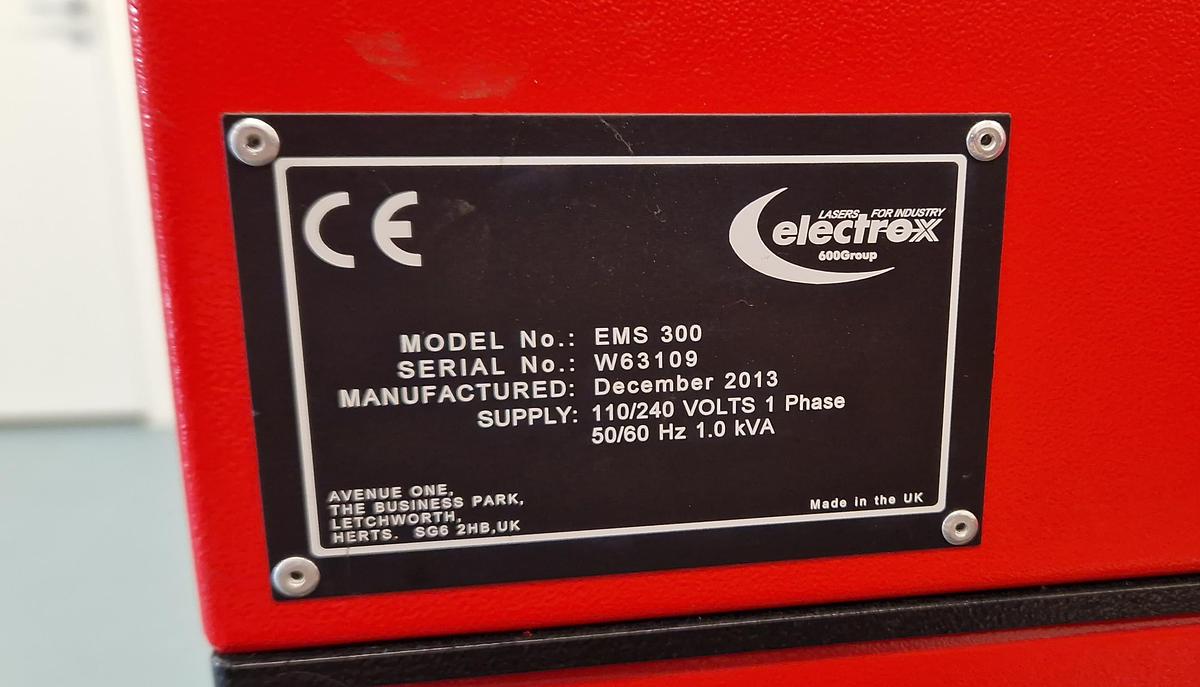 CE
LASERS FOR INDUSTRY
electrox
600Group
MODEL No.: EMS 300
SERIAL No.: W63109
MANUFACTURED: December 2013
SUPPLY: 110/240 VOLTS 1 Phase
50/60 Hz 1.0 kVA
AVENUE ONE,
THE BUSINESS PARK,
LETCHWORTH,
HERTS. SG6 2HB,UK
Made in the UK